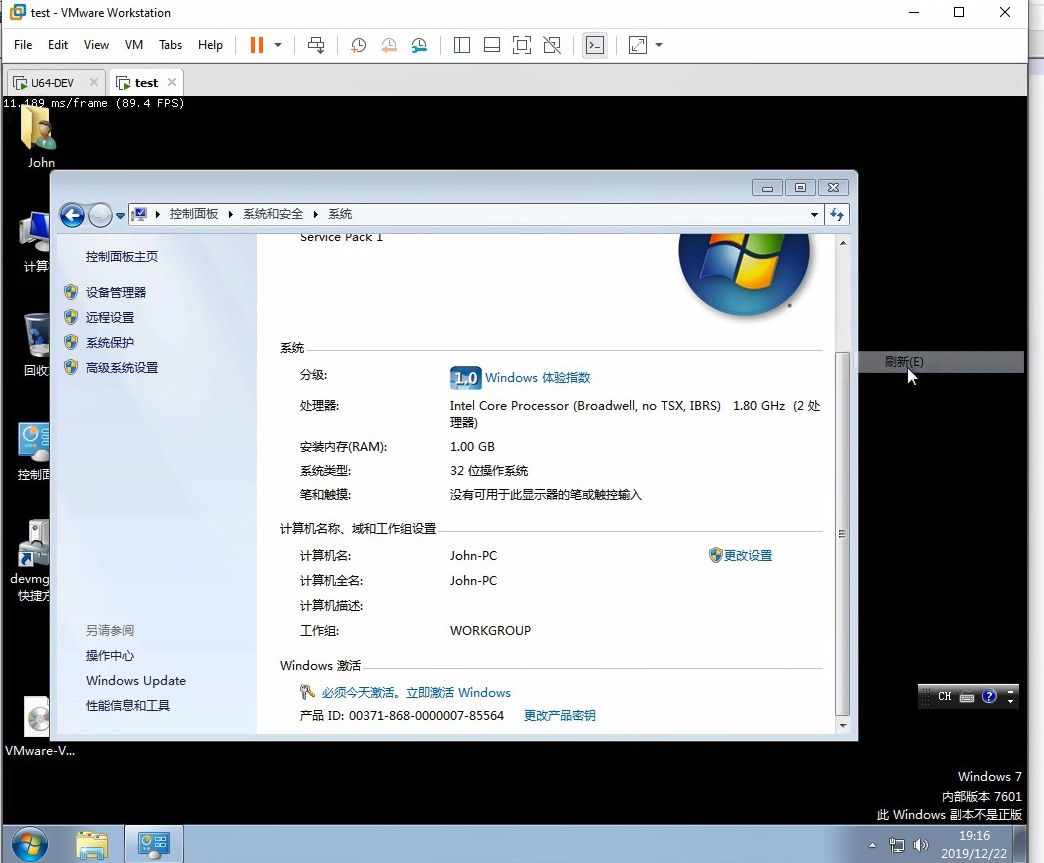 test - VMware Workstation
File Edit View VM Tabs Help
U64-DEV test
11.189 ms/frame (89.4 FPS)
John
控制面板 系统和安全 系统
Service Pack 1
控制面板主页
设备管理器
远程设置
系统保护
高级系统设置
系统
分级: 1.0 Windows 体验指数
处理器: Intel Core Processor (Broadwell, no TSX, IBRS) 1.80 GHz (2 处
理器)
安装内存(RAM): 1.00 GB
系统类型: 32 位操作系统
笔和触摸: 没有可用于此显示器的笔或触控输入
计算机名称、域和工作组设置
计算机名: John-PC 更改设置
计算机全名: John-PC
计算机描述:
工作组: WORKGROUP
Windows 激活
必须今天激活。立即激活 Windows
产品 ID: 00371-868-0000007-85564 更改产品密钥
另请参阅
操作中心
Windows Update
性能信息和工具
计算
回收
控制面
devmg
快捷方
VMware-V...
刷新(E)
CH
Windows 7
内部版本 7601
此 Windows 副本不是正版
19:16
2019/12/22